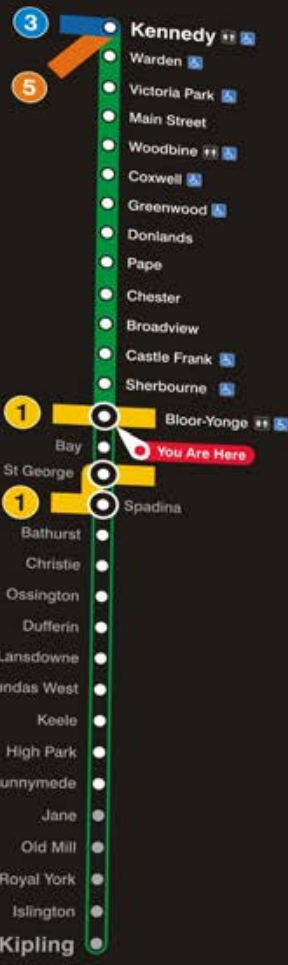 3
Kennedy
5
Warden
Victoria Park
Main Street
Woodbine
Coxwell
Greenwood
Donlands
Pape
Chester
Broadview
Castle Frank
Sherbourne
1
Bloor-Yonge
You Are Here
Bay
St George
1
Spadina
Bathurst
Christie
Ossington
Dufferin
Lansdowne
undas West
Keele
High Park
unnymede
Jane
Old Mill
Royal York
Islington
Kipling